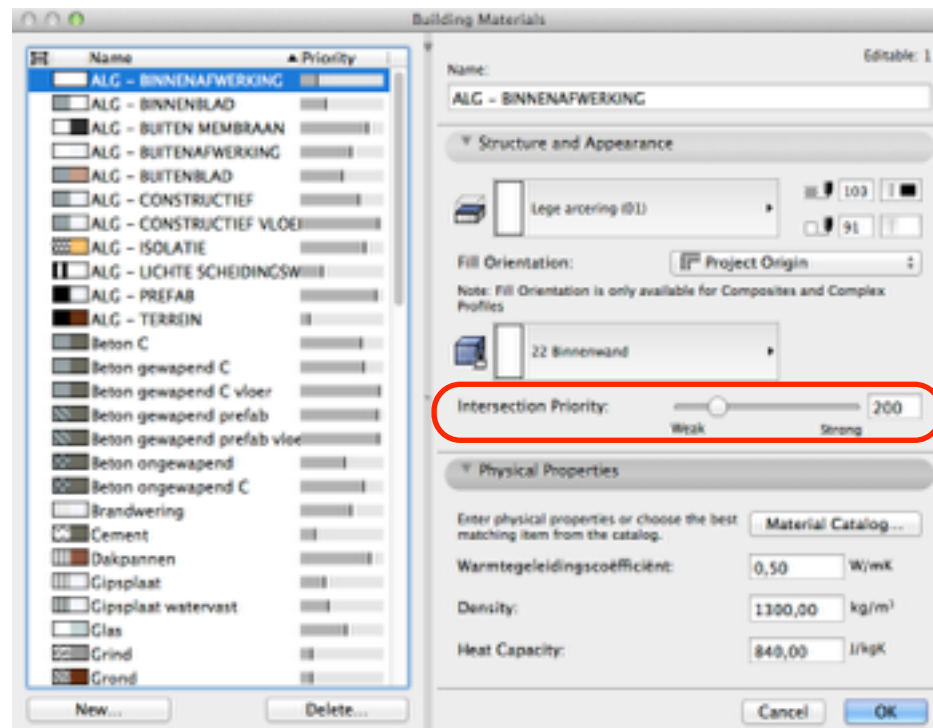 Building Materials
Name
Priority
ALG - BINNENAFWERKING
ALG - BINNENBLAD
ALG - BUITEN MEMBRAAN
ALG - BUITENAFWERKING
ALG - BUITENBLAD
ALG - CONSTRUCTIEF
ALG - CONSTRUCTIEF VLOEI
ALG - ISOLATIE
ALG - LICHTE SCHEIDINGSW
ALG - PREFAB
ALG - TERREIN
Beton C
Beton gewapend C
Beton gewapend C vloer
Beton gewapend prefab
Beton gewapend prefab vloe
Beton ongewapend
Beton ongewapend C
Brandwering
Cement
Dakpannen
Gipsplaat
Gipsplaat watervast
Glas
Grind
Grond
New...
Delete...
Editable: 1
Name:
ALG - BINNENAFWERKING
Structure and Appearance
Lege arcering (01)
103
91
Fill Orientation:
Project Origin
Note: Fill Orientation is only available for Composites and Complex
Profiles
22 Binnenwand
Intersection Priority:
200
Weak
Strong
Physical Properties
Enter physical properties or choose the best
matching item from the catalog.
Material Catalog...
Warmtegeleidingscoëfficiënt:
0,50
W/mK
Density:
1300,00
kg/m³
Heat Capacity:
840,00
J/kgK
Cancel
OK